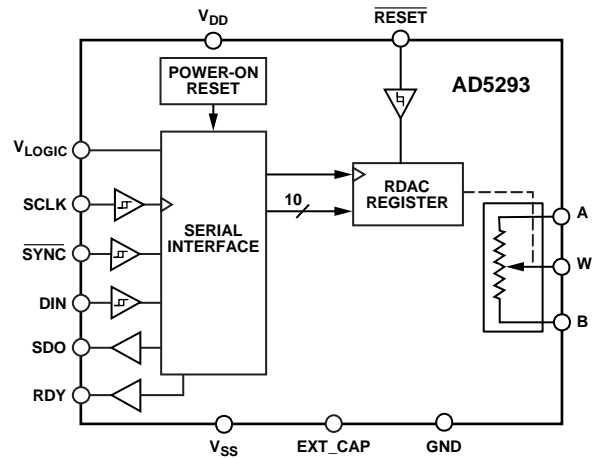 VDD
RESET
POWER-ON
RESET
AD5293
VLOGIC
SCLK
SYNC
DIN
SDO
RDY
SERIAL
INTERFACE
10
RDAC
REGISTER
A
W
B
VSS
EXT_CAP
GND